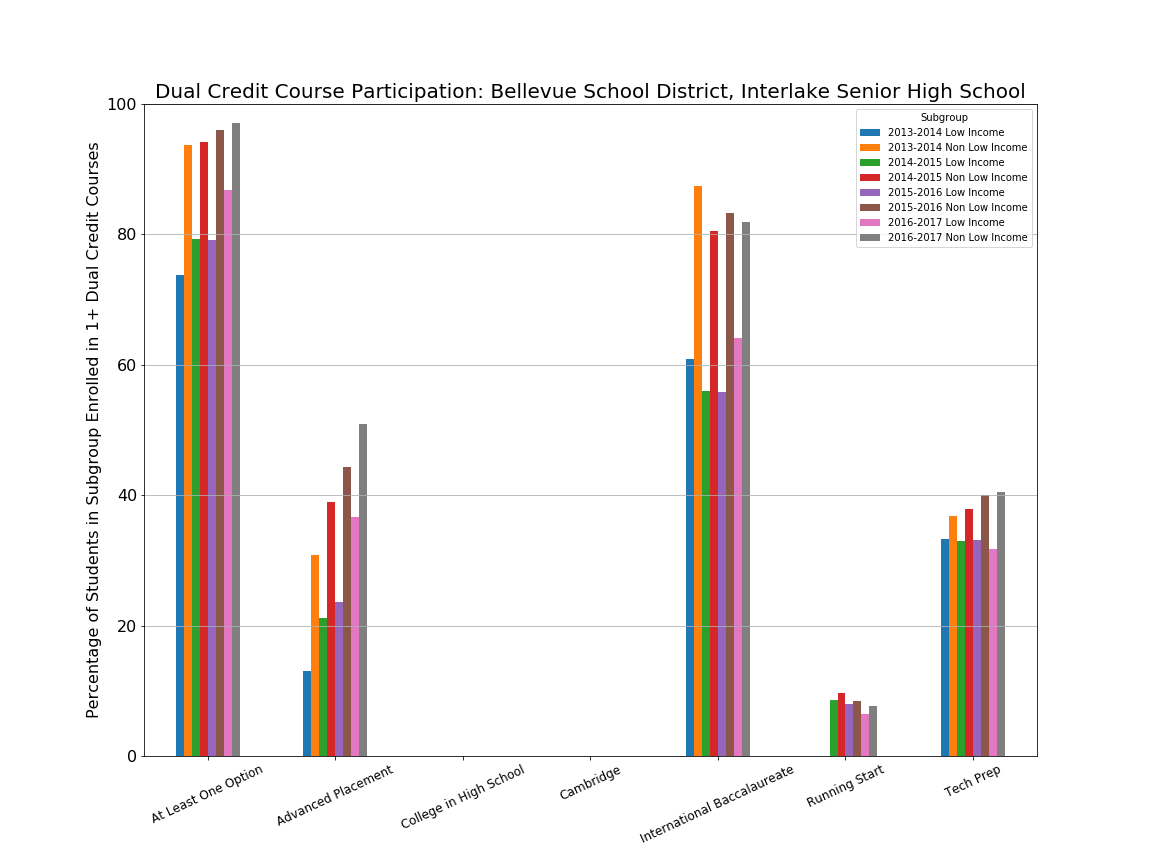 Dual Credit Course Participation: Bellevue School District, Interlake Senior High School
Percentage of Students in Subgroup Enrolled in 1+ Dual Credit Courses
100
80
60
40
20
0
Subgroup
2013-2014 Low Income
2013-2014 Non Low Income
2014-2015 Low Income
2014-2015 Non Low Income
2015-2016 Low Income
2015-2016 Non Low Income
2016-2017 Low Income
2016-2017 Non Low Income
At Least One Option
Advanced Placement
College in High School
Cambridge
International Baccalaureate
Running Start
Tech Prep